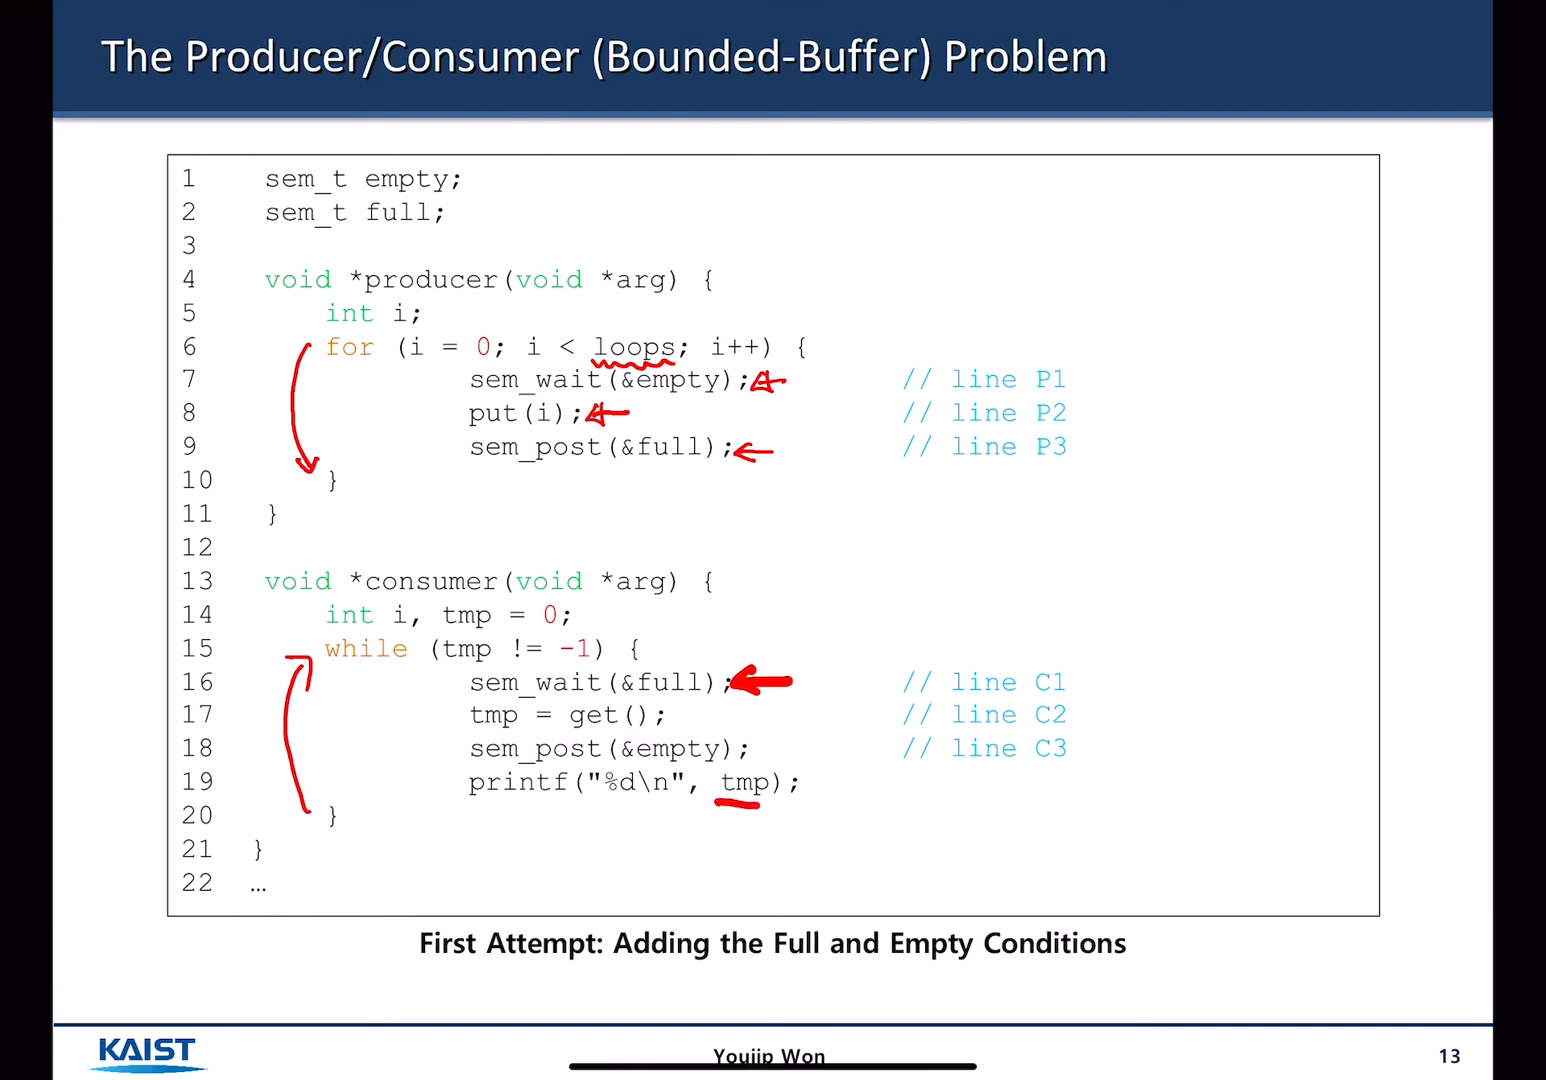 The Producer/Consumer (Bounded-Buffer) Problem
1 sem_t empty;
2 sem_t full;
3
4 void *producer(void *arg) {
5 int i;
6 for (i = 0; i < loops; i++) {
7 sem_wait(&empty); // line P1
8 put(i); // line P2
9 sem_post(&full); // line P3
10 }
11 }
12
13 void *consumer(void *arg) {
14 int i, tmp = 0;
15 while (tmp != -1) {
16 sem_wait(&full); // line C1
17 tmp = get(); // line C2
18 sem_post(&empty); // line C3
19 printf("%d\n", tmp);
20 }
21 }
22 …
First Attempt: Adding the Full and Empty Conditions
KAIST
Youjip Won
13